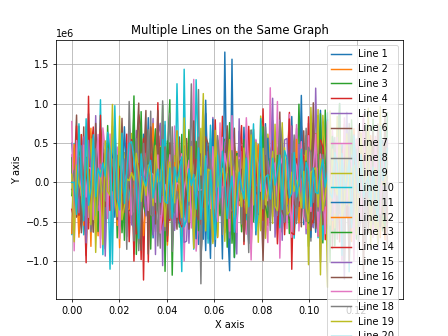 Multiple Lines on the Same Graph
1e6
Y axis
1.5
1.0
0.5
0.0
−0.5
−1.0
0.00
0.02
0.04
0.06
0.08
0.10
X axis
Line 1
Line 2
Line 3
Line 4
Line 5
Line 6
Line 7
Line 8
Line 9
Line 10
Line 11
Line 12
Line 13
Line 14
Line 15
Line 16
Line 17
Line 18
Line 19
Line 20